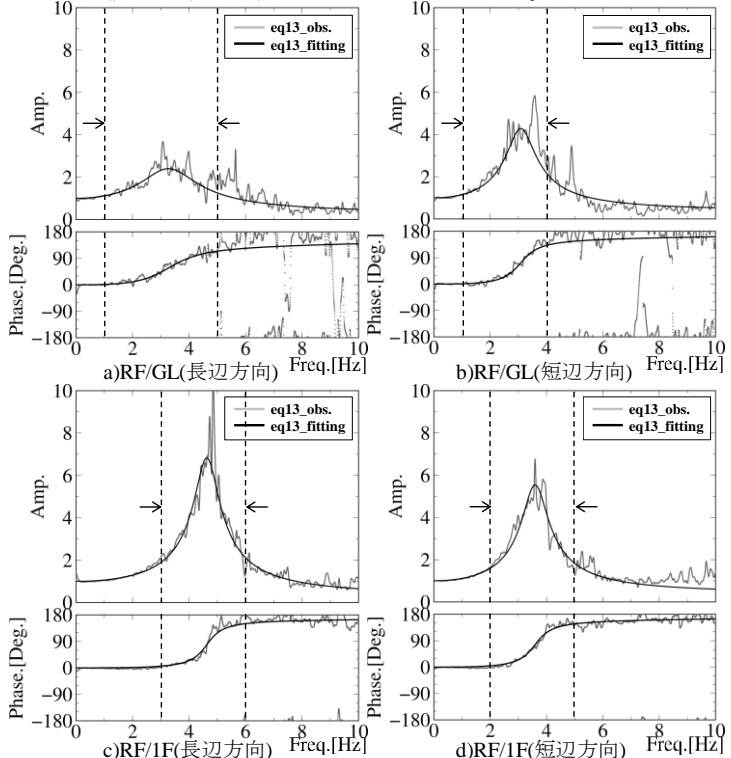 10
8
6
4
2
0
Amp.
eq13_obs.
eq13_fitting
180
90
0
−90
−180
Phase.[Deg.]
0 2 4 6 8 10
Freq.[Hz]
a)RF/GL(長辺方向)
10
8
6
4
2
0
Amp.
eq13_obs.
eq13_fitting
180
90
0
−90
−180
Phase.[Deg.]
0 2 4 6 8 10
Freq.[Hz]
b)RF/GL(短辺方向)
10
8
6
4
2
0
Amp.
eq13_obs.
eq13_fitting
180
90
0
−90
−180
Phase.[Deg.]
0 2 4 6 8 10
Freq.[Hz]
c)RF/1F(長辺方向)
10
8
6
4
2
0
Amp.
eq13_obs.
eq13_fitting
180
90
0
−90
−180
Phase.[Deg.]
0 2 4 6 8 10
Freq.[Hz]
d)RF/1F(短辺方向)